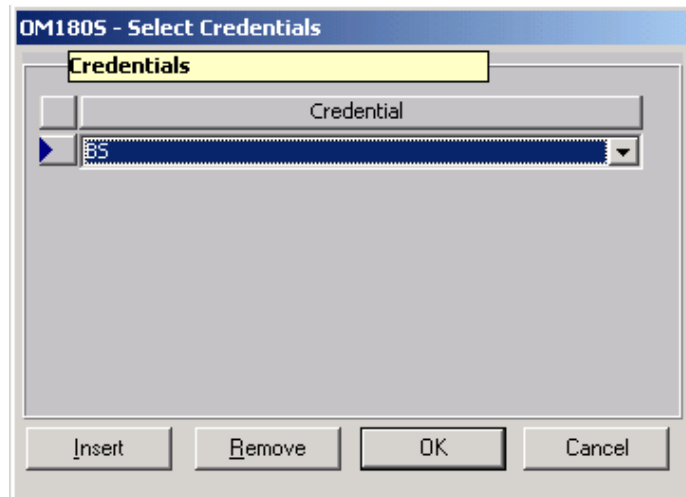 OM180S - Select Credentials
Credentials
Credential
BS
Insert Remove OK Cancel